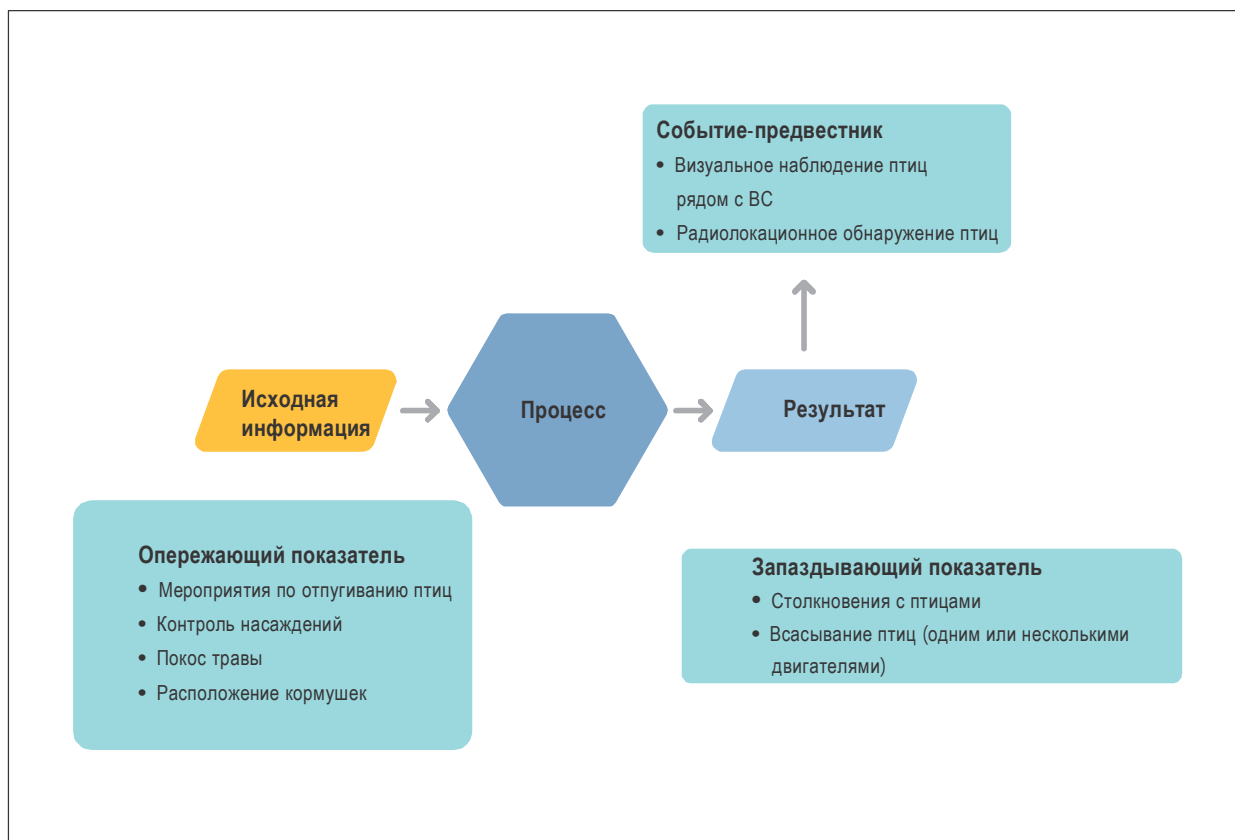 Событие-предвестник
• Визуальное наблюдение птиц
рядом с ВС
• Радиолокационное обнаружение птиц
Исходная
информация
Процесс
Результат
Опережающий показатель
• Мероприятия по отпугиванию птиц
• Контроль насаждений
• Покос травы
• Расположение кормушек
Запаздывающий показатель
• Столкновения с птицами
• Всасывание птиц (одним или несколькими
двигателями)